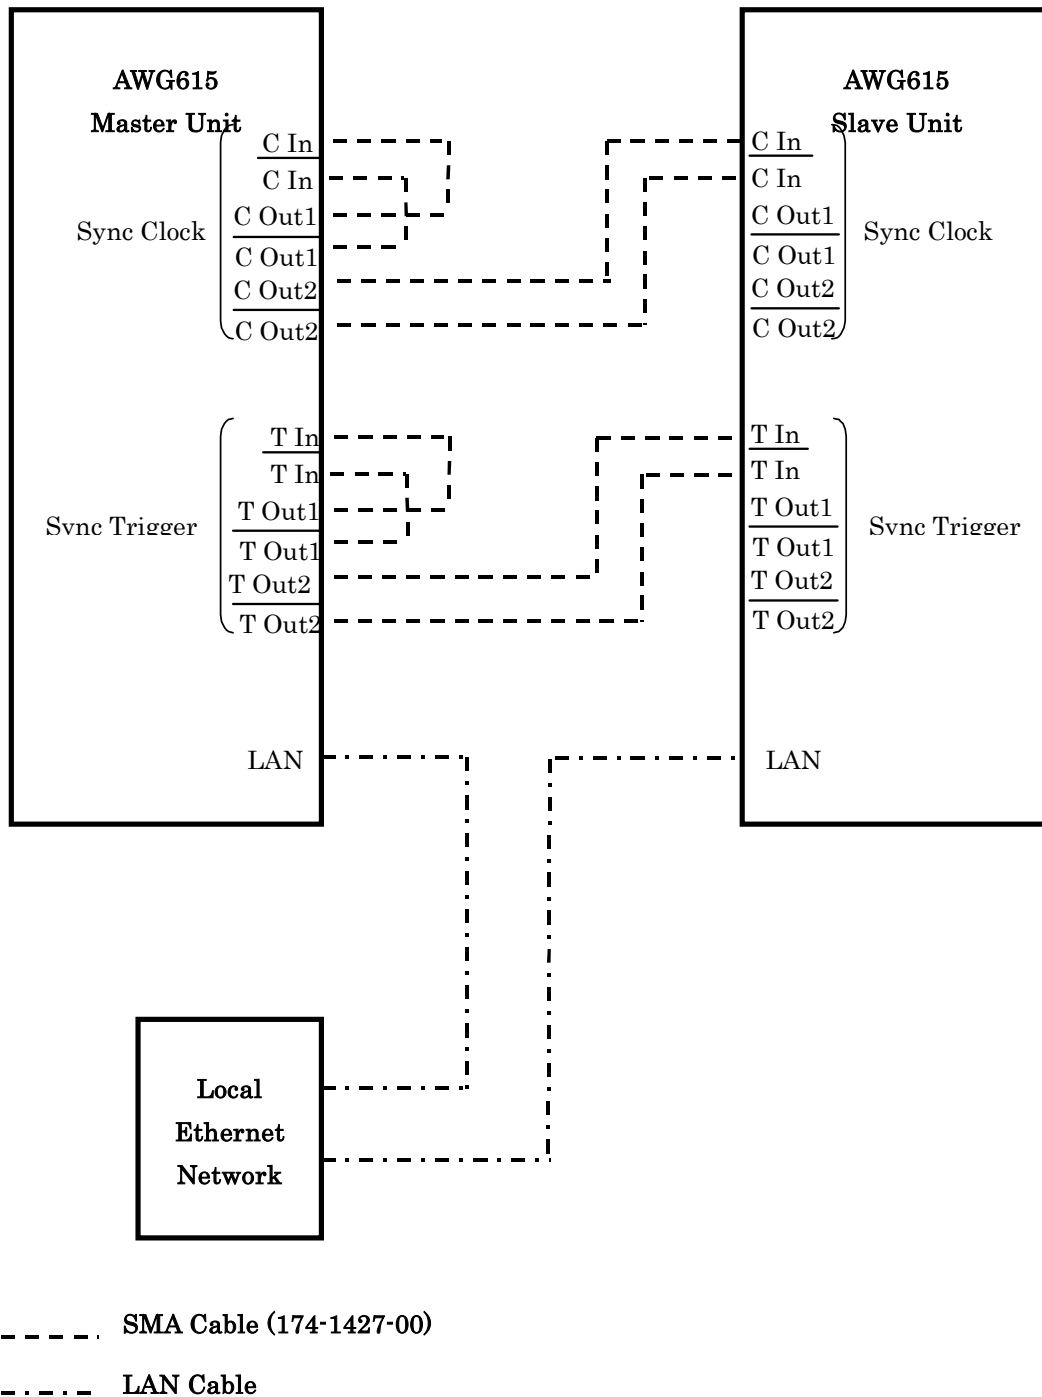 AWG615
Master Unit
C In
C In
C Out1
C Out1
C Out2
C Out2
Sync Clock
T In
T In
T Out1
T Out1
T Out2
T Out2
Sync Trigger
LAN
AWG615
Slave Unit
C In
C In
C Out1
C Out1
C Out2
C Out2
Sync Clock
T In
T In
T Out1
T Out1
T Out2
T Out2
Sync Trigger
LAN
Local
Ethernet
Network
SMA Cable (174-1427-00)
LAN Cable